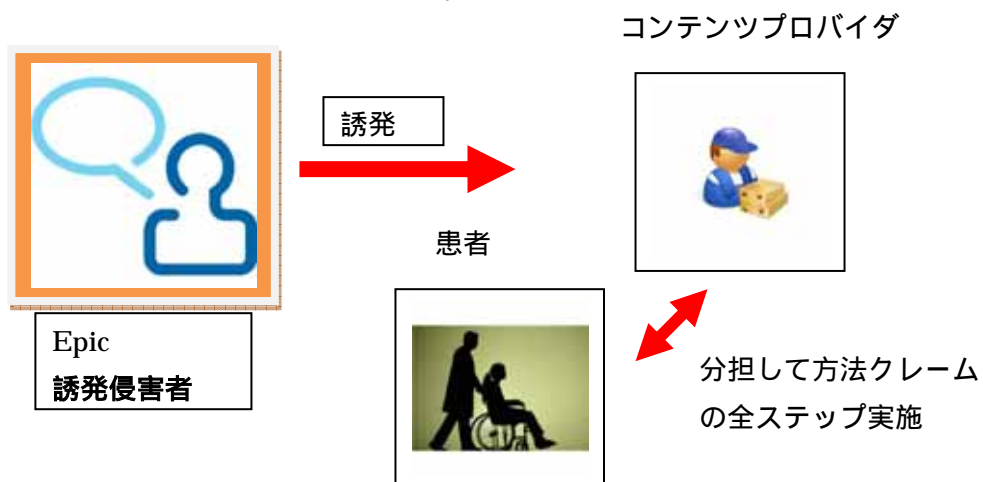 コンテンツプロバイダ
誘発
患者
Epic
誘発侵害者
分担して方法クレーム
の全ステップ実施